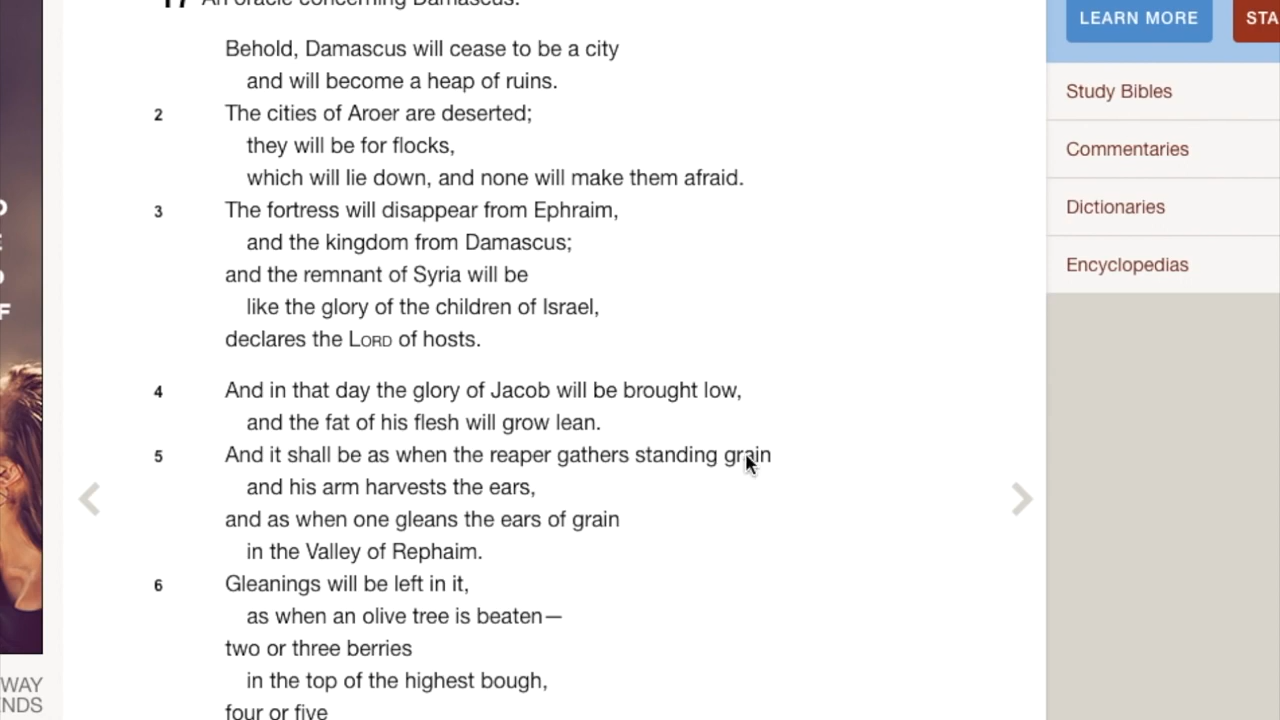 17 An oracle concerning Damascus.
Behold, Damascus will cease to be a city
and will become a heap of ruins.
2 The cities of Aroer are deserted;
they will be for flocks,
which will lie down, and none will make them afraid.
3 The fortress will disappear from Ephraim,
and the kingdom from Damascus;
and the remnant of Syria will be
like the glory of the children of Israel,
declares the LORD of hosts.
4 And in that day the glory of Jacob will be brought low,
and the fat of his flesh will grow lean.
5 And it shall be as when the reaper gathers standing grain
and his arm harvests the ears,
and as when one gleans the ears of grain
in the Valley of Rephaim.
6 Gleanings will be left in it,
as when an olive tree is beaten—
two or three berries
in the top of the highest bough,
four or five
LEARN MORE
STA
Study Bibles
Commentaries
Dictionaries
Encyclopedias
WAY
NDS